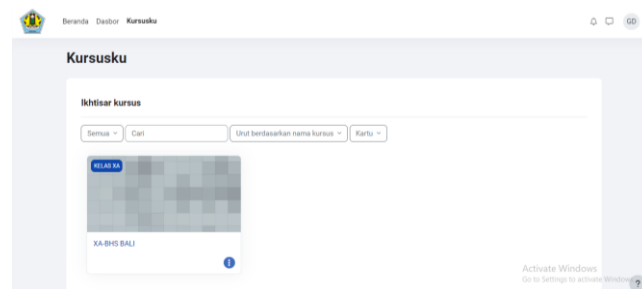 Beranda Dasbor Kursusku
GD
Kursusku
Ikhtisar kursus
Semua Cari Urut berdasarkan nama kursus Kartu
KELAS XA
XA-BHS BALI
Activate Windows
Go to Settings to activate Windows.
?